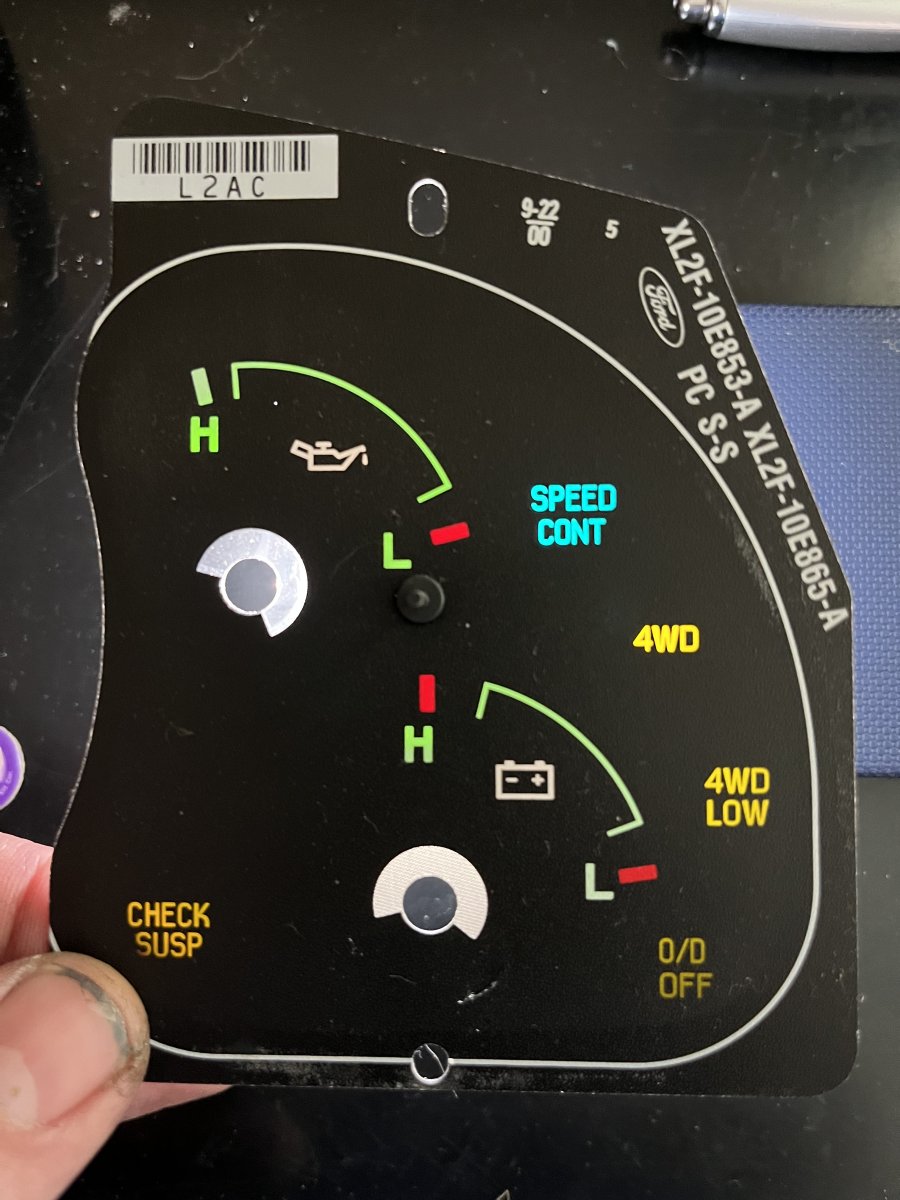 L2AC
9-22
00
5
XL2F-10E853-A XL2F-10E865-A
Ford
PC S-S
H
L
SPEED
CONT
4WD
H
- +
4WD
LOW
L
CHECK
SUSP
O/D
OFF